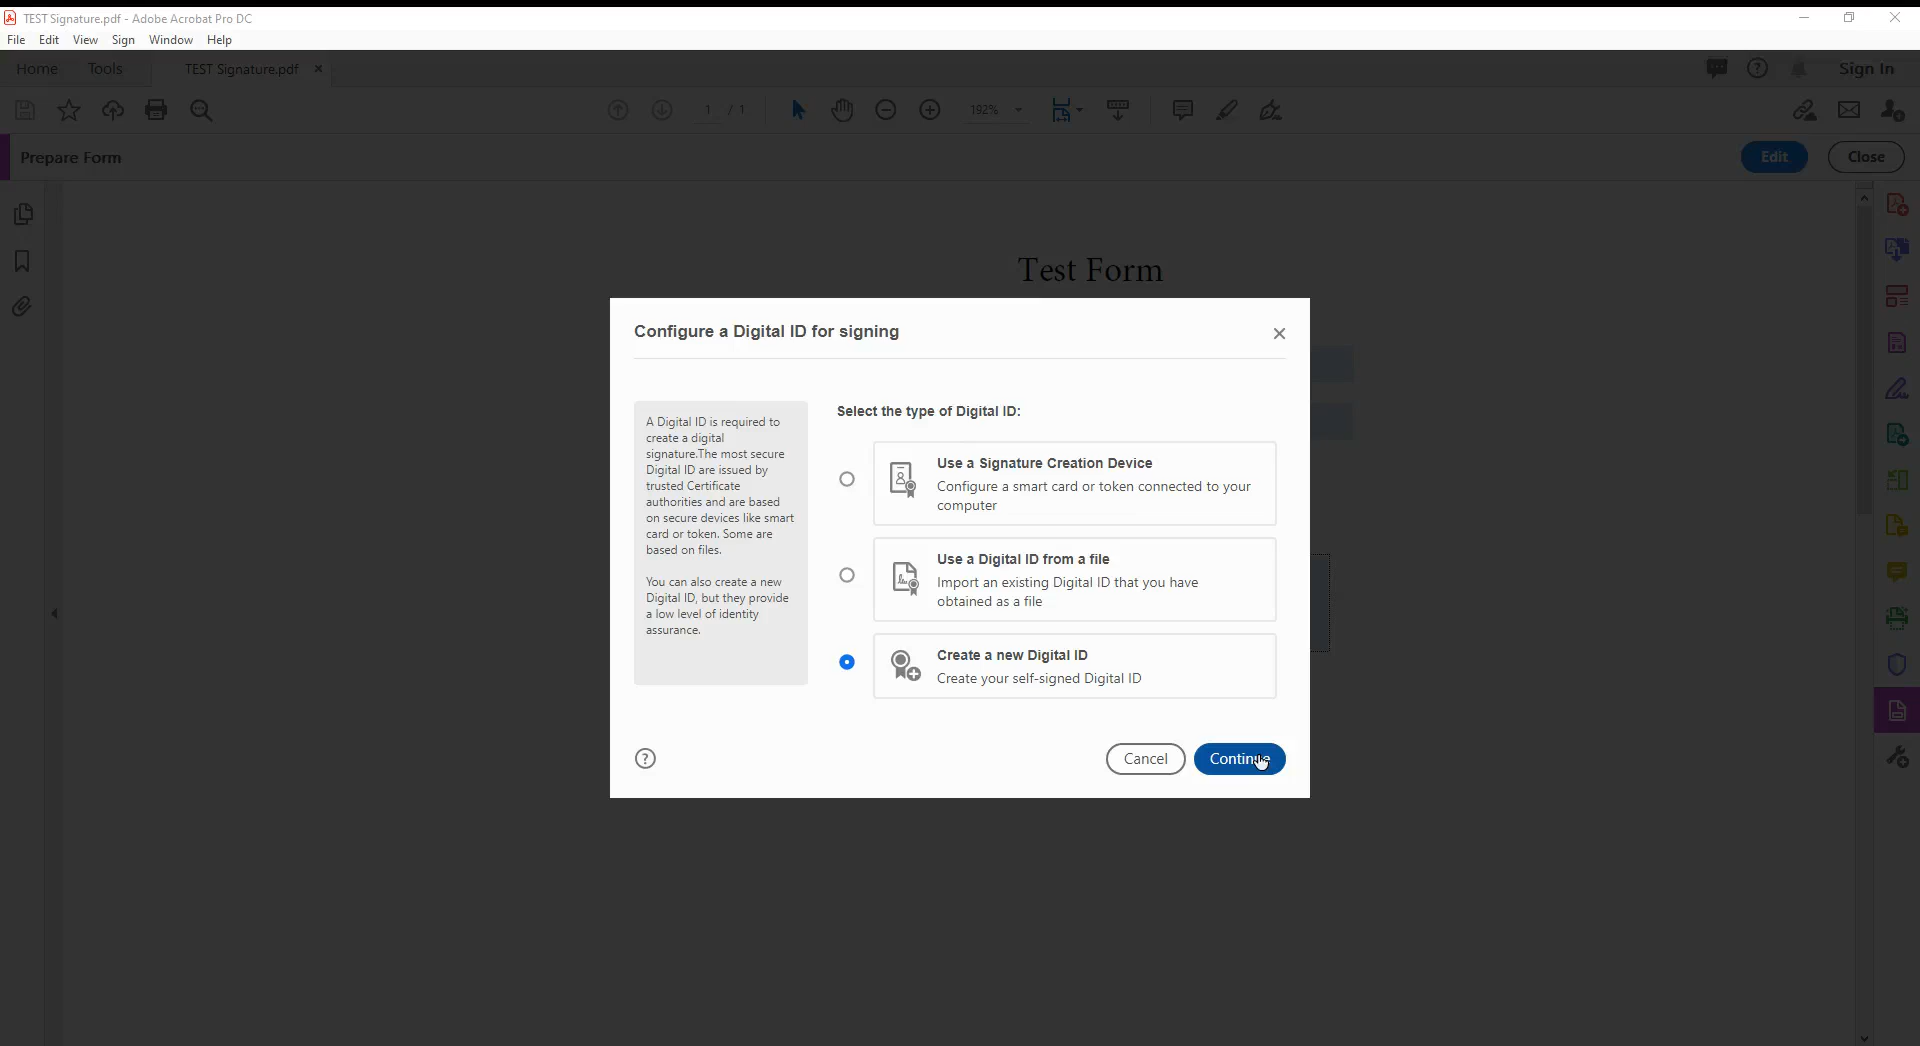 TEST Signature.pdf - Adobe Acrobat Pro DC
File Edit View Sign Window Help
Home Tools TEST Signature.pdf Sign In
1 / 1 192%
Prepare Form Edit Close
Test Form
Configure a Digital ID for signing
A Digital ID is required to
create a digital
signature.The most secure
Digital ID are issued by
trusted Certificate
authorities and are based
on secure devices like smart
card or token. Some are
based on files.
You can also create a new
Digital ID, but they provide
a low level of identity
assurance.
Select the type of Digital ID:
Use a Signature Creation Device
Configure a smart card or token connected to your
computer
Use a Digital ID from a file
Import an existing Digital ID that you have
obtained as a file
Create a new Digital ID
Create your self-signed Digital ID
Cancel Continue